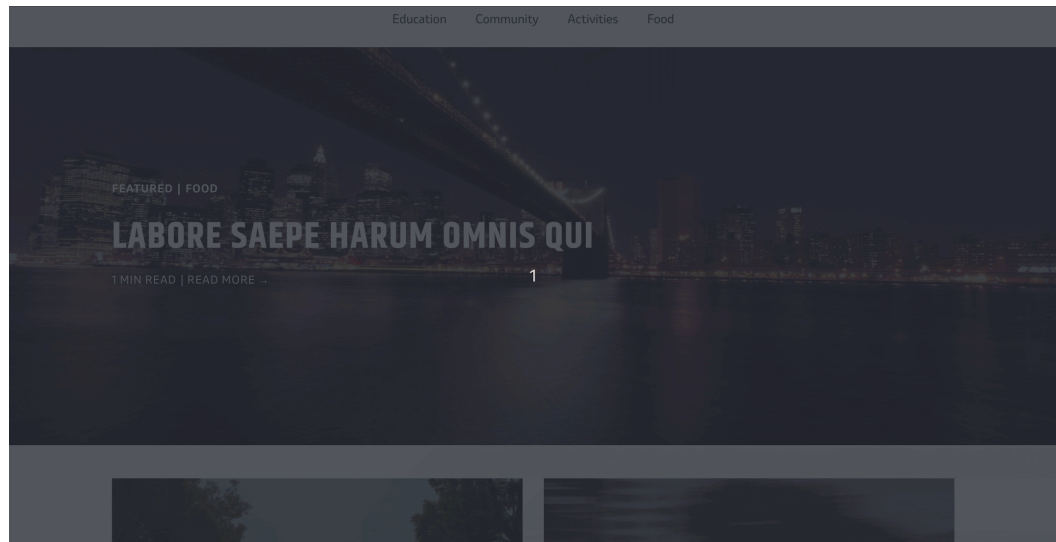 Education Community Activities Food
FEATURED | FOOD
LABORE SAEPE HARUM OMNIS QUI
1 MIN READ | READ MORE →
1